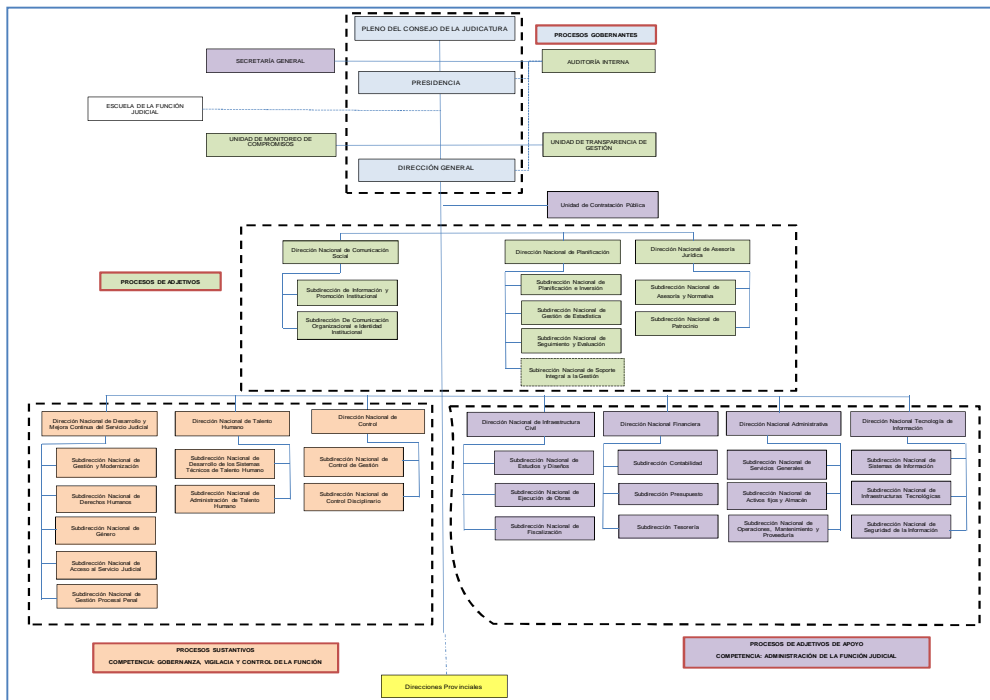 PLENO DEL CONSEJO DE LA JUDICATURA
PROCESOS GOBERNANTES
SECRETARÍA GENERAL
AUDITORÍA INTERNA
PRESIDENCIA
ESCUELA DE LA FUNCIÓN
JUDICIAL
UNIDAD DE MONITOREO DE
COMPROMISOS
UNIDAD DE TRANSPARENCIA DE
GESTIÓN
DIRECCIÓN GENERAL
Unidad de Contratación Pública
Dirección Nacional de Comunicación
Social
Dirección Nacional de Planificación
Dirección Nacional de Asesoría
Jurídica
PROCESOS DE ADJETIVOS
Subdirección de Información y
Promoción Institucional
Subdirección De Comunicación
Organizacional e Identidad
Institucional
Subdirección Nacional de
Planificación e Inersión
Subdirección Nacional de
Gestión de Estadística
Subdirección Nacional de
Seguimiento y Evaluación
Subirección Nacional de Soporte
Integral a la Gestión
Subdirección Nacional de
Asesoría y Normativa
Subdirección Nacional de
Patrocinio
Dirección Nacional de Desarrollo y
Mejora Continua del Servicio Judicial
Dirección Nacional de Talento
Humano
Dirección Nacional de
Control
Dirección Nacional de Infraestructura
Civil
Dirección Nacional Financiera
Dirección Nacional Administrativa
Dirección Nacional Tecnología de
Información
Subdirección Nacional de
Gestión y Modernización
Subdirección Nacional de
Derechos Humanos
Subdirección Nacional de
Género
Subdirección Nacional de
Acceso al Servicio Judicial
Subdirección Nacional de
Gestión Procesal Penal
Subdirección Nacional de
Desarrollo de los Sistemas
Técnicos de Talento Humano
Subdirección Nacional de
Administración de Talento
Humano
Subdirección Nacional de
Control de Gestión
Subdirección Nacional de
Control Disciplinario
Subdirección Nacional de
Estudios y Diseños
Subdirección Nacional de
Ejecución de Obras
Subdirección Nacional de
Fiscalización
Subdirección Contabilidad
Subdirección Presupuesto
Subdirección Tesorería
Subdirección Nacional de
Servicios Generales
Subdirección Nacional de
Activos fijos y Almacén
Subdirección Nacional de
Operaciones, Mantenimiento y
Proveeduría
Subdirección Nacional de
Sistemas de Información
Subdirección Nacional de
Infraestructuras Tecnológicas
Subdirección Nacional de
Seguridad de la Información
PROCESOS SUSTANTIVOS
COMPETENCIA: GOBERNANZA, VIGILACIA Y CONTROL DE LA FUNCIÓN
PROCESOS DE ADJETIVOS DE APOYO
COMPETENCIA: ADMINISTRACIÓN DE LA FUNCIÓN JUDICIAL
Direcciones Provinciales